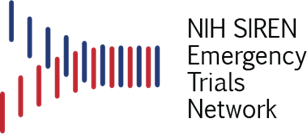 NIH SIREN
Emergency
Trials
Network